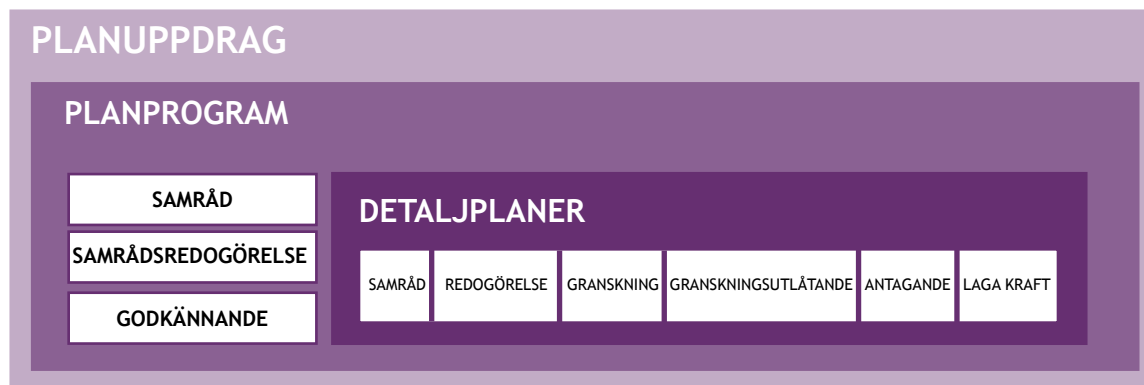 PLANUPPDRAG
PLANPROGRAM
SAMRÅD
SAMRÅDSREDOGÖRELSE
GODKÄNNANDE
DETALJPLANER
SAMRÅD
REDOGÖRELSE
GRANSKNING
GRANSKNINGSUTLÅTANDE
ANTAGANDE
LAGA KRAFT